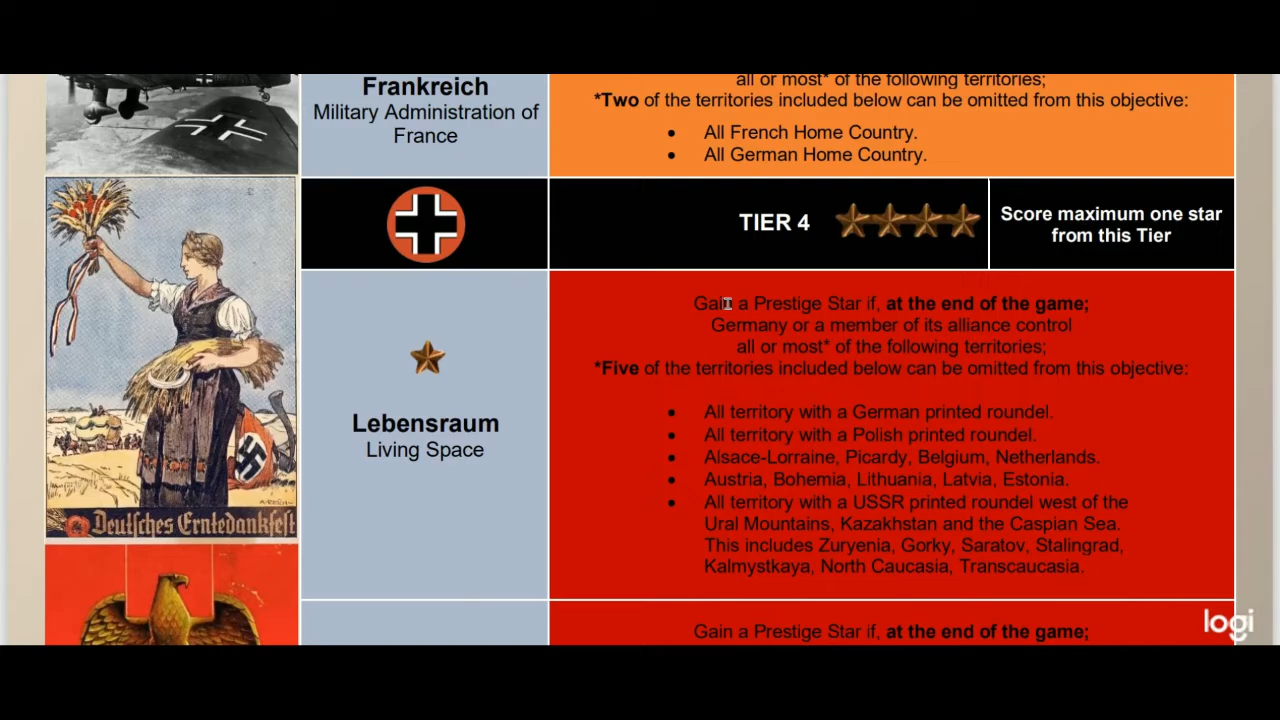 Frankreich
Military Administration of
France
all or most* of the following territories;
*Two of the territories included below can be omitted from this objective:
• All French Home Country.
• All German Home Country.
TIER 4
Score maximum one star
from this Tier
Deutsches Erntedankfest
Lebensraum
Living Space
Gain a Prestige Star if, at the end of the game;
Germany or a member of its alliance control
all or most* of the following territories;
*Five of the territories included below can be omitted from this objective:
• All territory with a German printed roundel.
• All territory with a Polish printed roundel.
• Alsace-Lorraine, Picardy, Belgium, Netherlands.
• Austria, Bohemia, Lithuania, Latvia, Estonia.
• All territory with a USSR printed roundel west of the
Ural Mountains, Kazakhstan and the Caspian Sea.
This includes Zuryenia, Gorky, Saratov, Stalingrad,
Kalmystkaya, North Caucasia, Transcaucasia.
Gain a Prestige Star if, at the end of the game;
logi